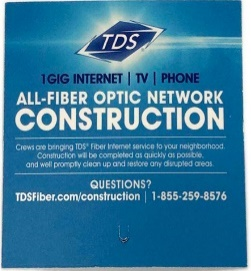 TDS
1GIG INTERNET | TV | PHONE
ALL-FIBER OPTIC NETWORK
CONSTRUCTION
Crews are bringing TDS® Fiber Internet service to your neighborhood.
Construction will be completed as quickly as possible,
and well promptly clean up and restore any disrupted areas.
QUESTIONS?
TDSFiber.com/construction | 1-855-259-8576